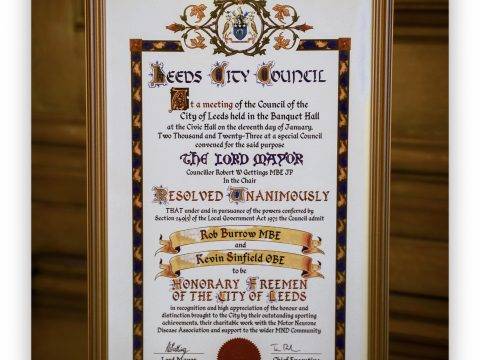 Leeds City Council
At a meeting of the Council of the
City of Leeds held in the Banquet Hall
at the Civic Hall on the eleventh day of January,
Two Thousand and Twenty-Three at a special Council
convened for the said purpose
THE LORD MAYOR
Councillor Robert W Gettings MBE JP
In the Chair
Resolved Unanimously
THAT under and in pursuance of the powers conferred by
Section 249(5) of the Local Government Act 1972 the Council admit
Rob Burrow MBE
and
Kevin Sinfield OBE
to be
Honorary Freemen
of the City of Leeds
in recognition and high appreciation of the honour and
distinction brought to the City by their outstanding sporting
achievements, their charitable work with the Motor Neurone
Disease Association and support to the wider MND Community
Lord Mayor
Chief Executive